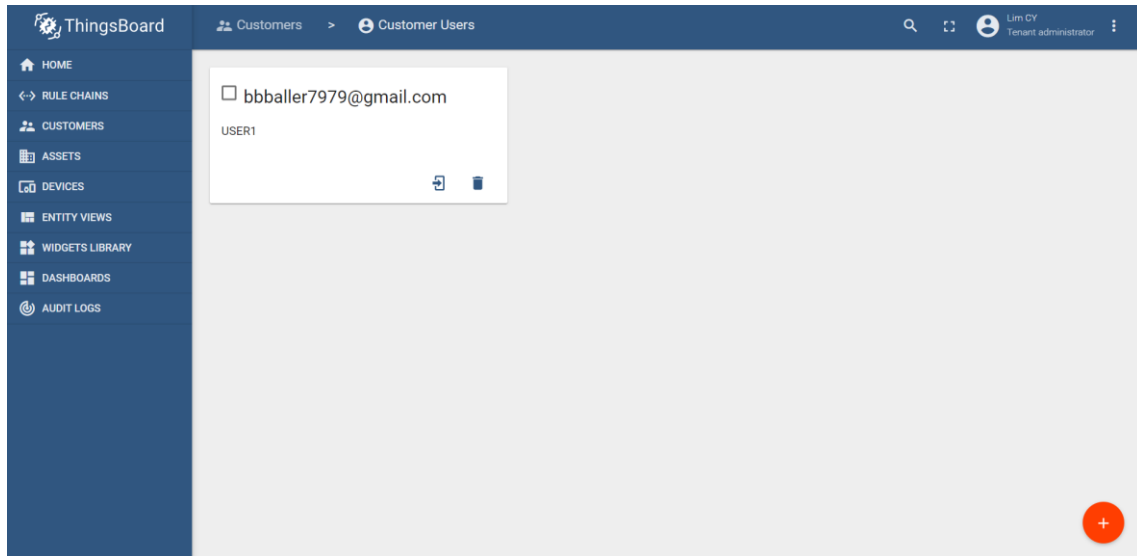 ThingsBoard
Customers > Customer Users
Lim CY
Tenant administrator
HOME
RULE CHAINS
CUSTOMERS
ASSETS
DEVICES
ENTITY VIEWS
WIDGETS LIBRARY
DASHBOARDS
AUDIT LOGS
bbballer7979@gmail.com
USER1
+